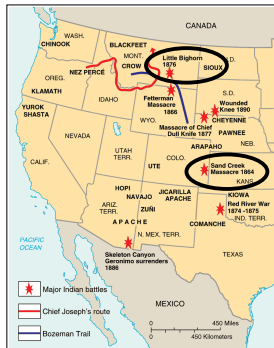 CANADA
WASH.
CHINOOK
BLACKFEET
MONT.
CROW
Little Bighorn
1876
N.D.
SIOUX
NEZ PERCÉ
OREG.
KLAMATH
IDAHO
Fetterman
Massacre
1866
S.D.
Wounded
Knee 1890
YUROK
SHASTA
WYO.
CHEYENNE
Massacre of Chief
Dull Knife 1877
PAWNEE
NEB.
NEVADA
UTAH
TERR.
ARAPAHO
UTE
COLO.
Sand Creek
Massacre 1864
KANS.
CALIF.
HOPI
NAVAJO
JICARILLA
APACHE
KIOWA
Red River War
1874 -1875
IND. TERR.
ARIZ.
TERR.
ZUÑI
APACHE
COMANCHE
N. MEX. TERR.
PACIFIC
OCEAN
Skeleton Canyon
Geronimo surrenders
1886
TEXAS
Major Indian battles
Chief Joseph's route
Bozeman Trail
MEXICO
0
450 Miles
0
450 Kilometers